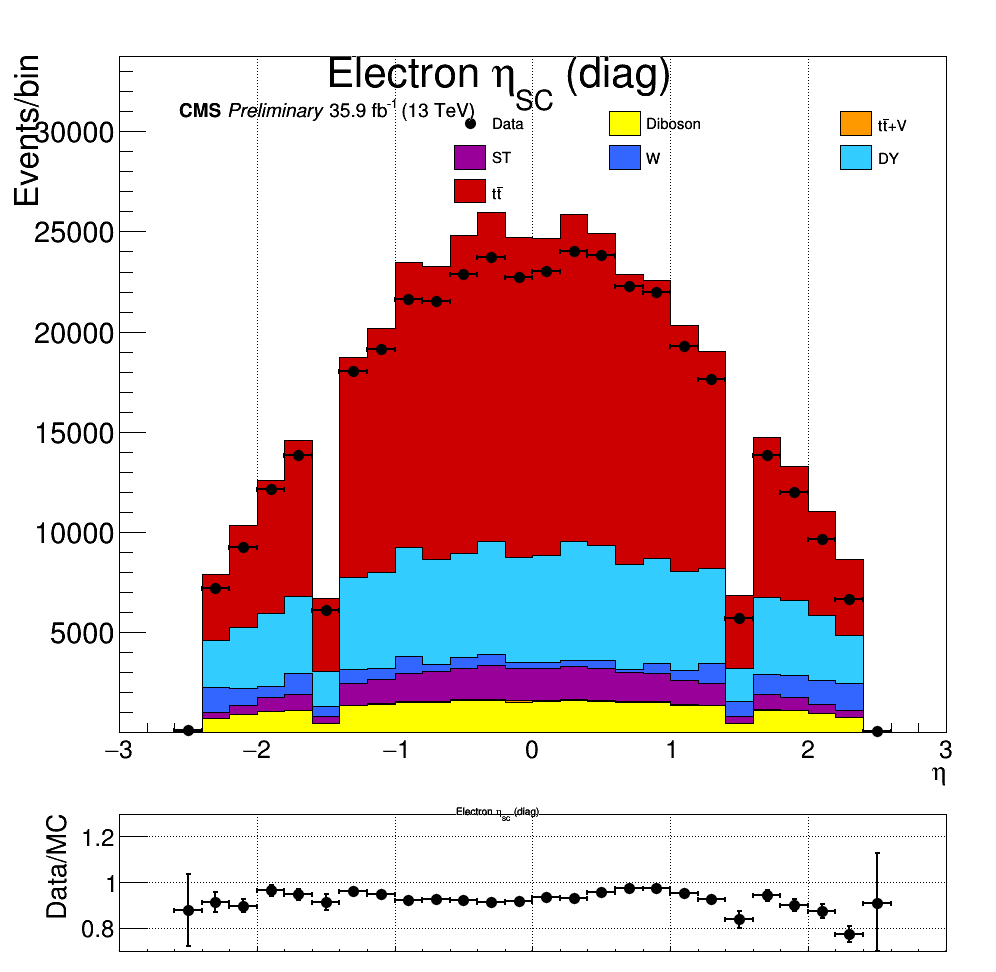 Electron ηSC (diag)
CMS Preliminary 35.9 fb-1 (13 TeV)
Events/bin
Data
Diboson
tt̄+V
ST
W
DY
tt̄
30000
25000
20000
15000
10000
5000
−3
−2
−1
0
1
2
3
η
Electron ηSC (diag)
Data/MC
1.2
1
0.8